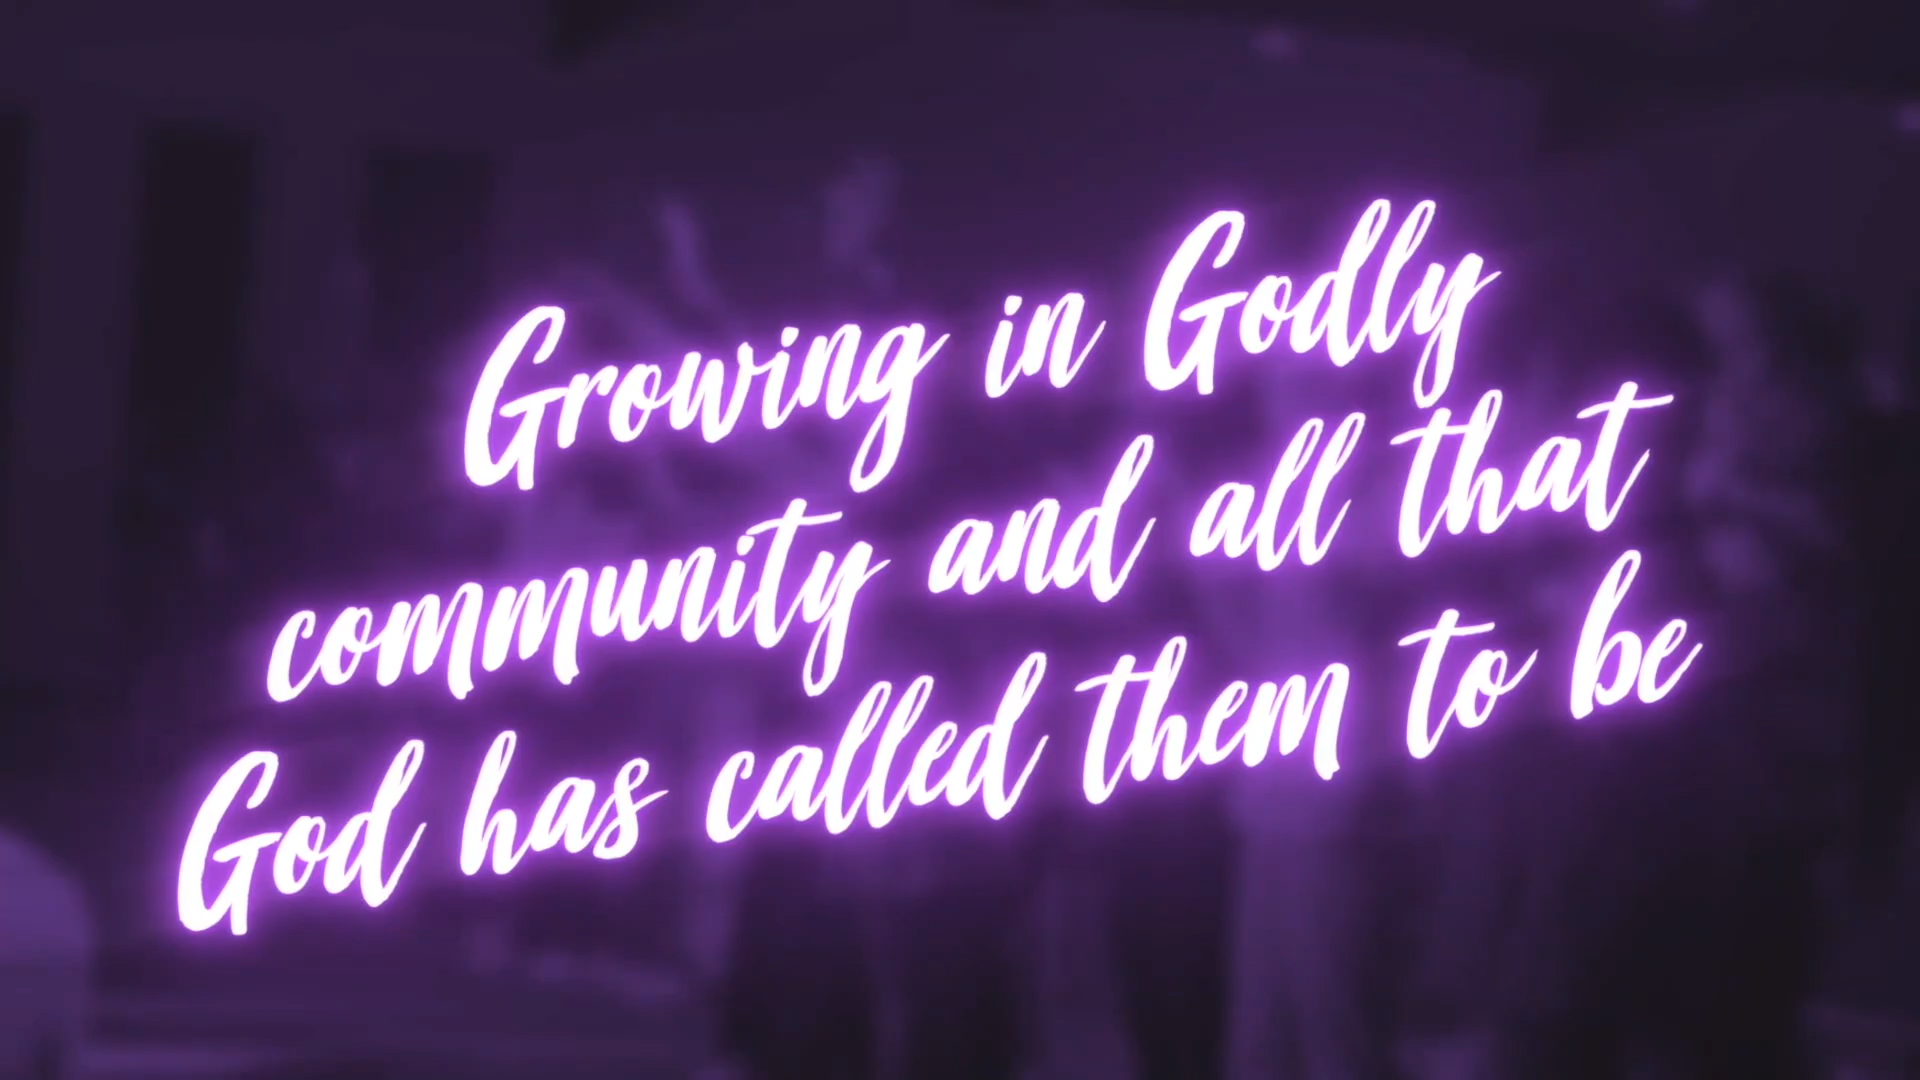 Growing in Godly
community and all that
God has called them to be